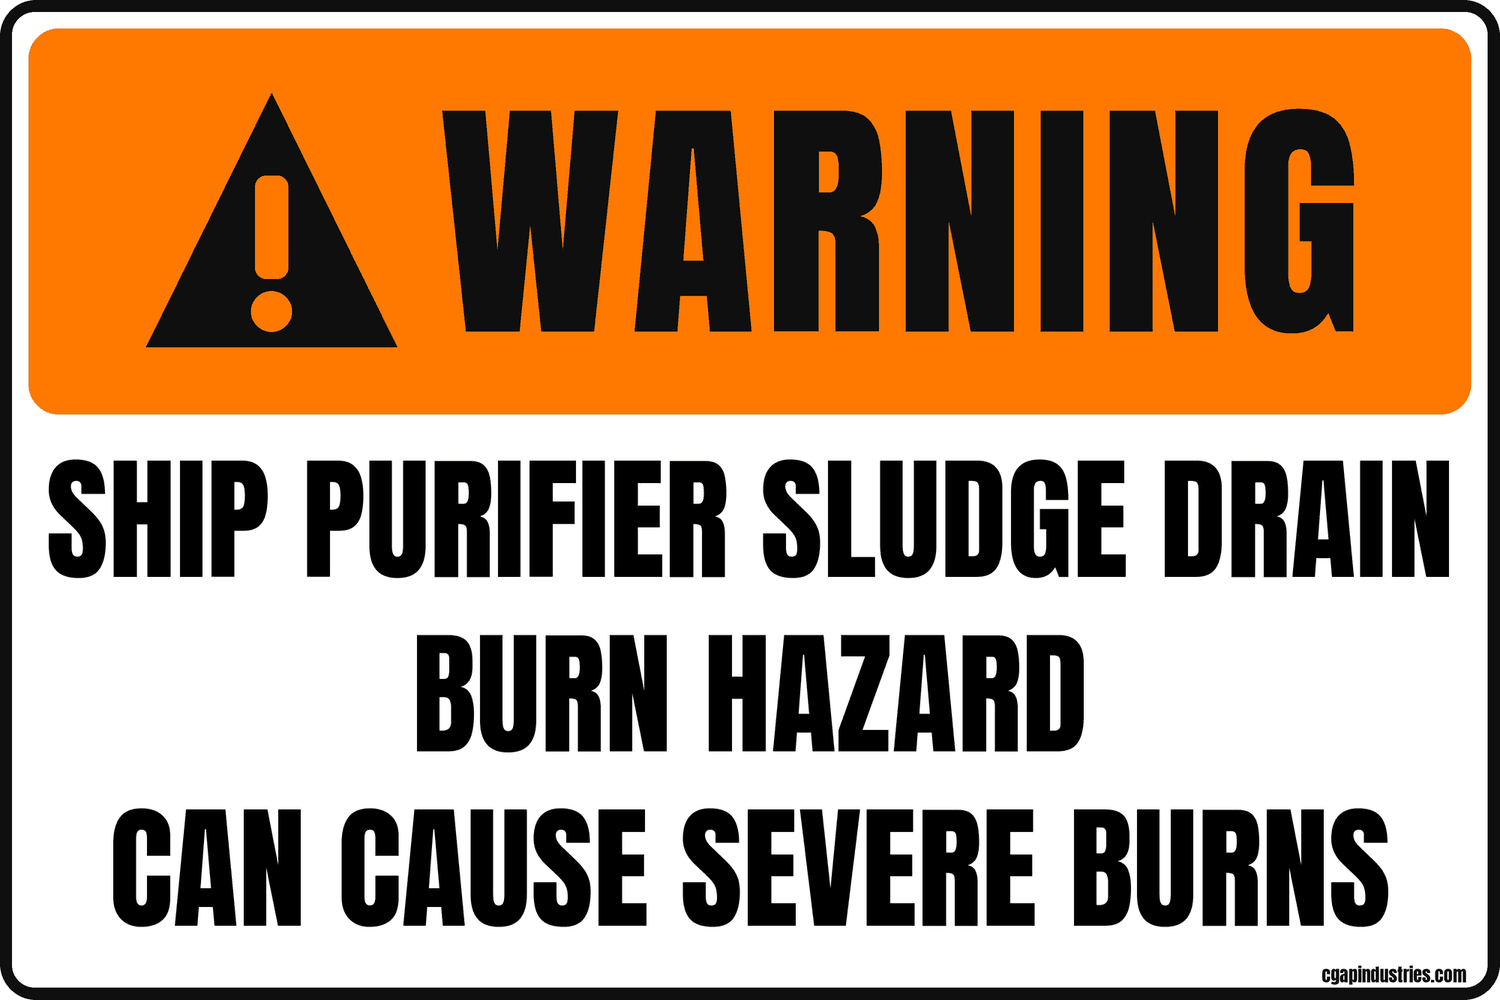 WARNING
SHIP PURIFIER SLUDGE DRAIN
BURN HAZARD
CAN CAUSE SEVERE BURNS
cgapindustries.com